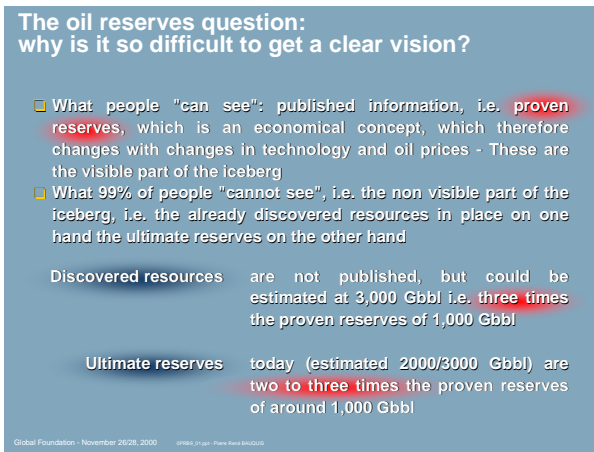 The oil reserves question:
why is it so difficult to get a clear vision?
What people "can see": published information, i.e. proven
reserves, which is an economical concept, which therefore
changes with changes in technology and oil prices - These are
the visible part of the iceberg
What 99% of people "cannot see", i.e. the non visible part of the
iceberg, i.e. the already discovered resources in place on one
hand the ultimate reserves on the other hand
Discovered resources are not published, but could be
estimated at 3,000 Gbbl i.e. three times
the proven reserves of 1,000 Gbbl
Ultimate reserves today (estimated 2000/3000 Gbbl) are
two to three times the proven reserves
of around 1,000 Gbbl
Global Foundation - November 26/28, 2000 - Pierre René BAUQUIS